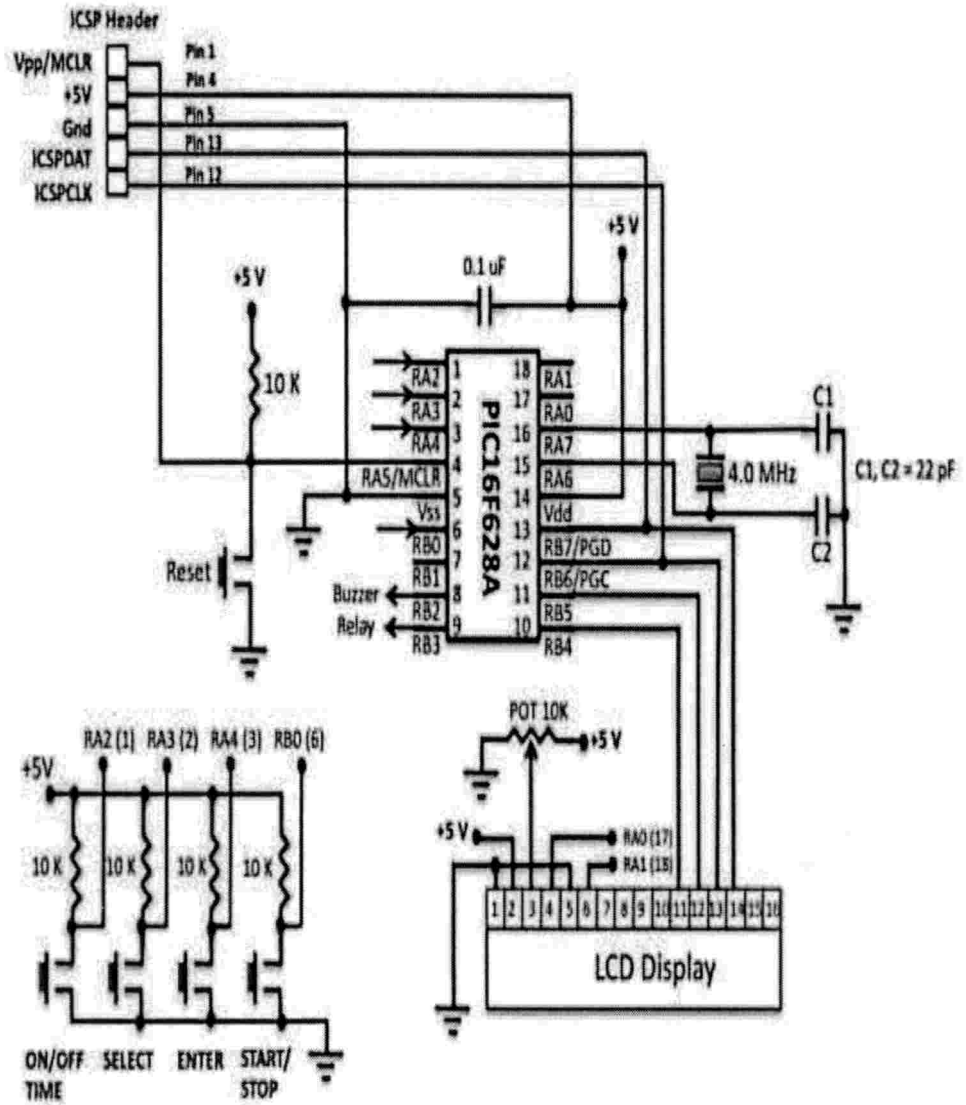 ICSP Header
Vpp/MCLR Pin 1
+5V Pin 4
Gnd Pin 5
ICSPDAT Pin 13
ICSPCLK Pin 12
+5 V
0.1 uF
+5 V
10 K
RA2 1 18 RA1
RA3 2 17 RA0
RA4 3 16 RA7
RA5/MCLR 4 15 RA6
Vss 5 14 Vdd
RB0 6 13 RB7/PGD
RB1 7 12 RB6/PGC
RB2 8 11 RB5
RB3 9 10 RB4
PIC16F628A
C1
4.0 MHz
C1, C2 = 22 pF
C2
Reset
Buzzer
Relay
POT 10K
+5 V
RA2 (1) RA3 (2) RA4 (3) RB0 (6)
+5V
10 K 10 K 10 K 10 K
+5 V
RA0 (17)
RA1 (18)
1 2 3 4 5 6 7 8 9 10 11 12 13 14 15 16
LCD Display
ON/OFF TIME
SELECT
ENTER
START/ STOP